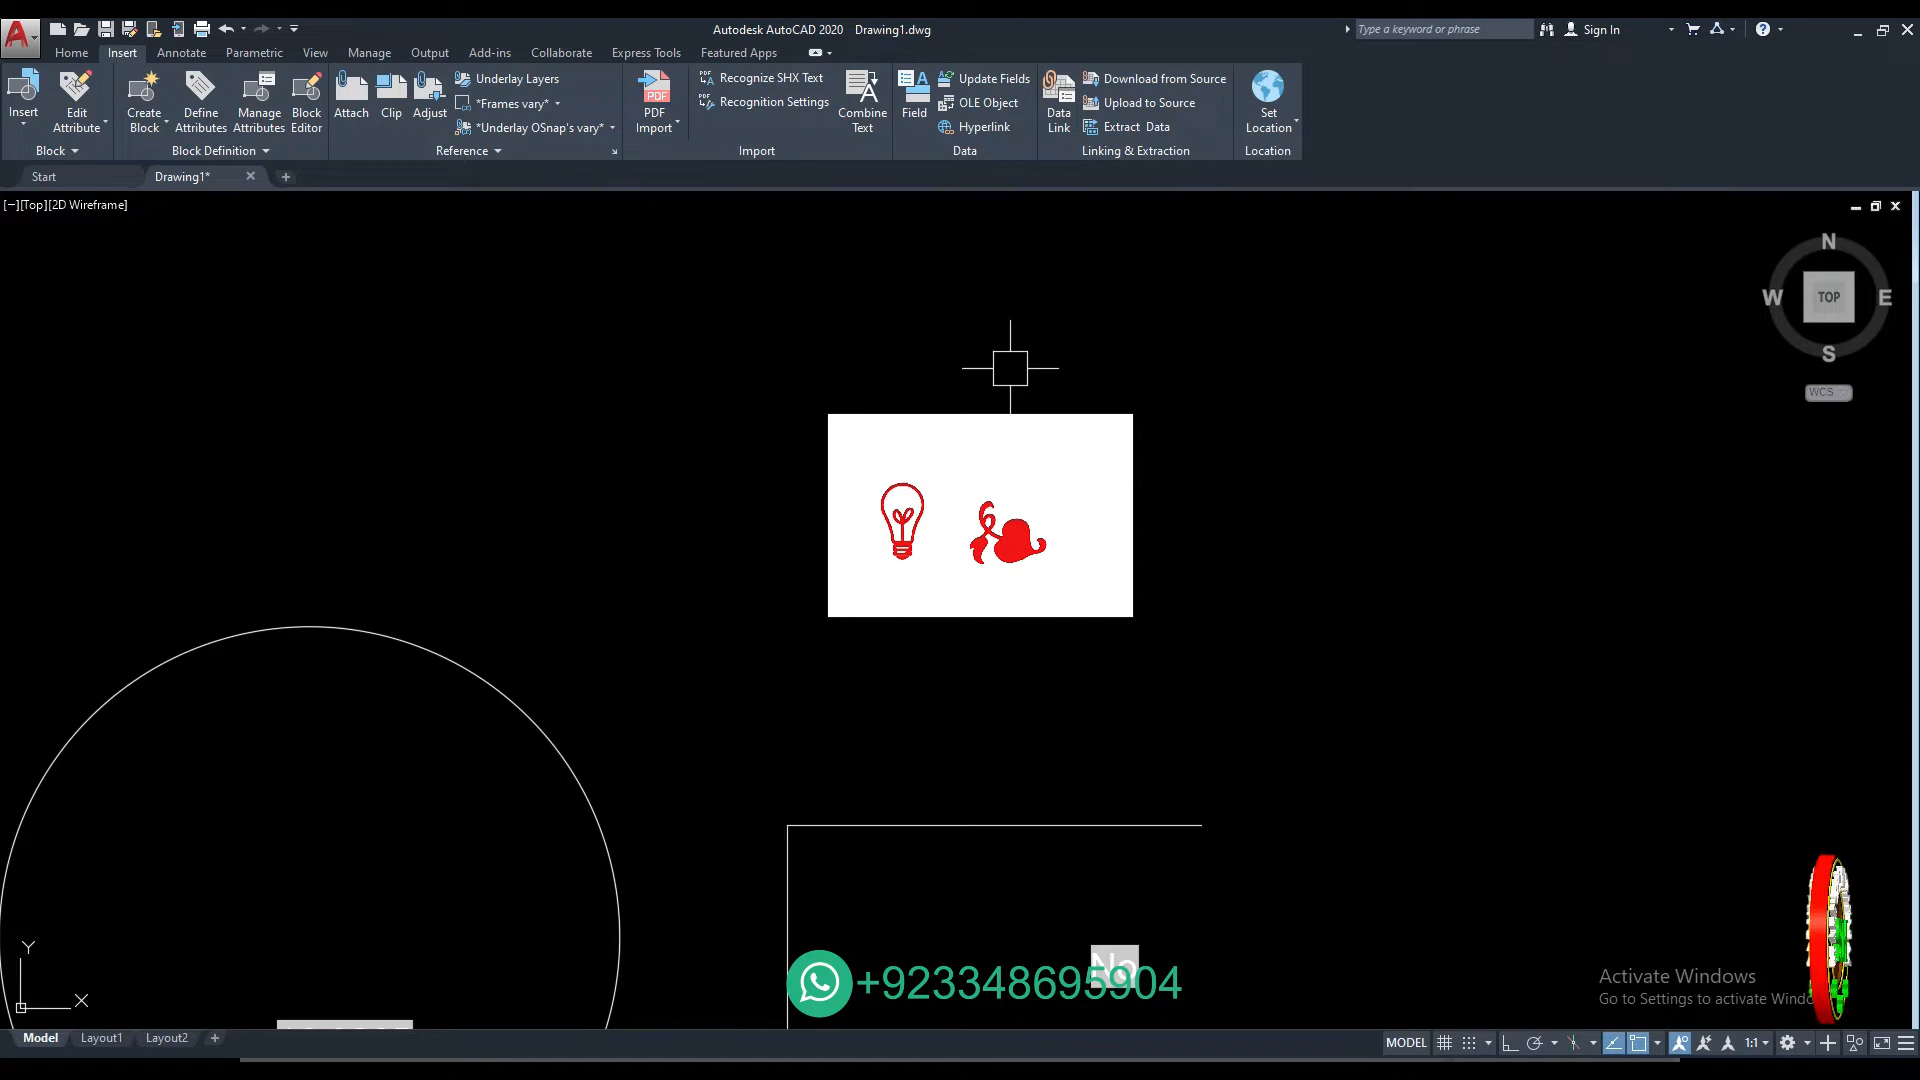 Autodesk AutoCAD 2020 Drawing1.dwg
Type a keyword or phrase
Sign In
Home Insert Annotate Parametric View Manage Output Add-ins Collaborate Express Tools Featured Apps
Insert
Edit Attribute
Block
Create Block
Define Attributes
Manage Attributes
Block Editor
Block Definition
Attach
Clip
Adjust
Underlay Layers
*Frames vary*
*Underlay OSnap's vary*
Reference
PDF
PDF Import
Recognize SHX Text
Recognition Settings
Combine Text
Import
Field
Update Fields
OLE Object
Hyperlink
Data
Data Link
Download from Source
Upload to Source
Extract Data
Linking & Extraction
Set Location
Location
Start
Drawing1*
[−][Top][2D Wireframe]
N
W TOP E
S
WCS
Y
X
No
+923348695904
Activate Windows
Go to Settings to activate Windo
Model Layout1 Layout2
MODEL
1:1